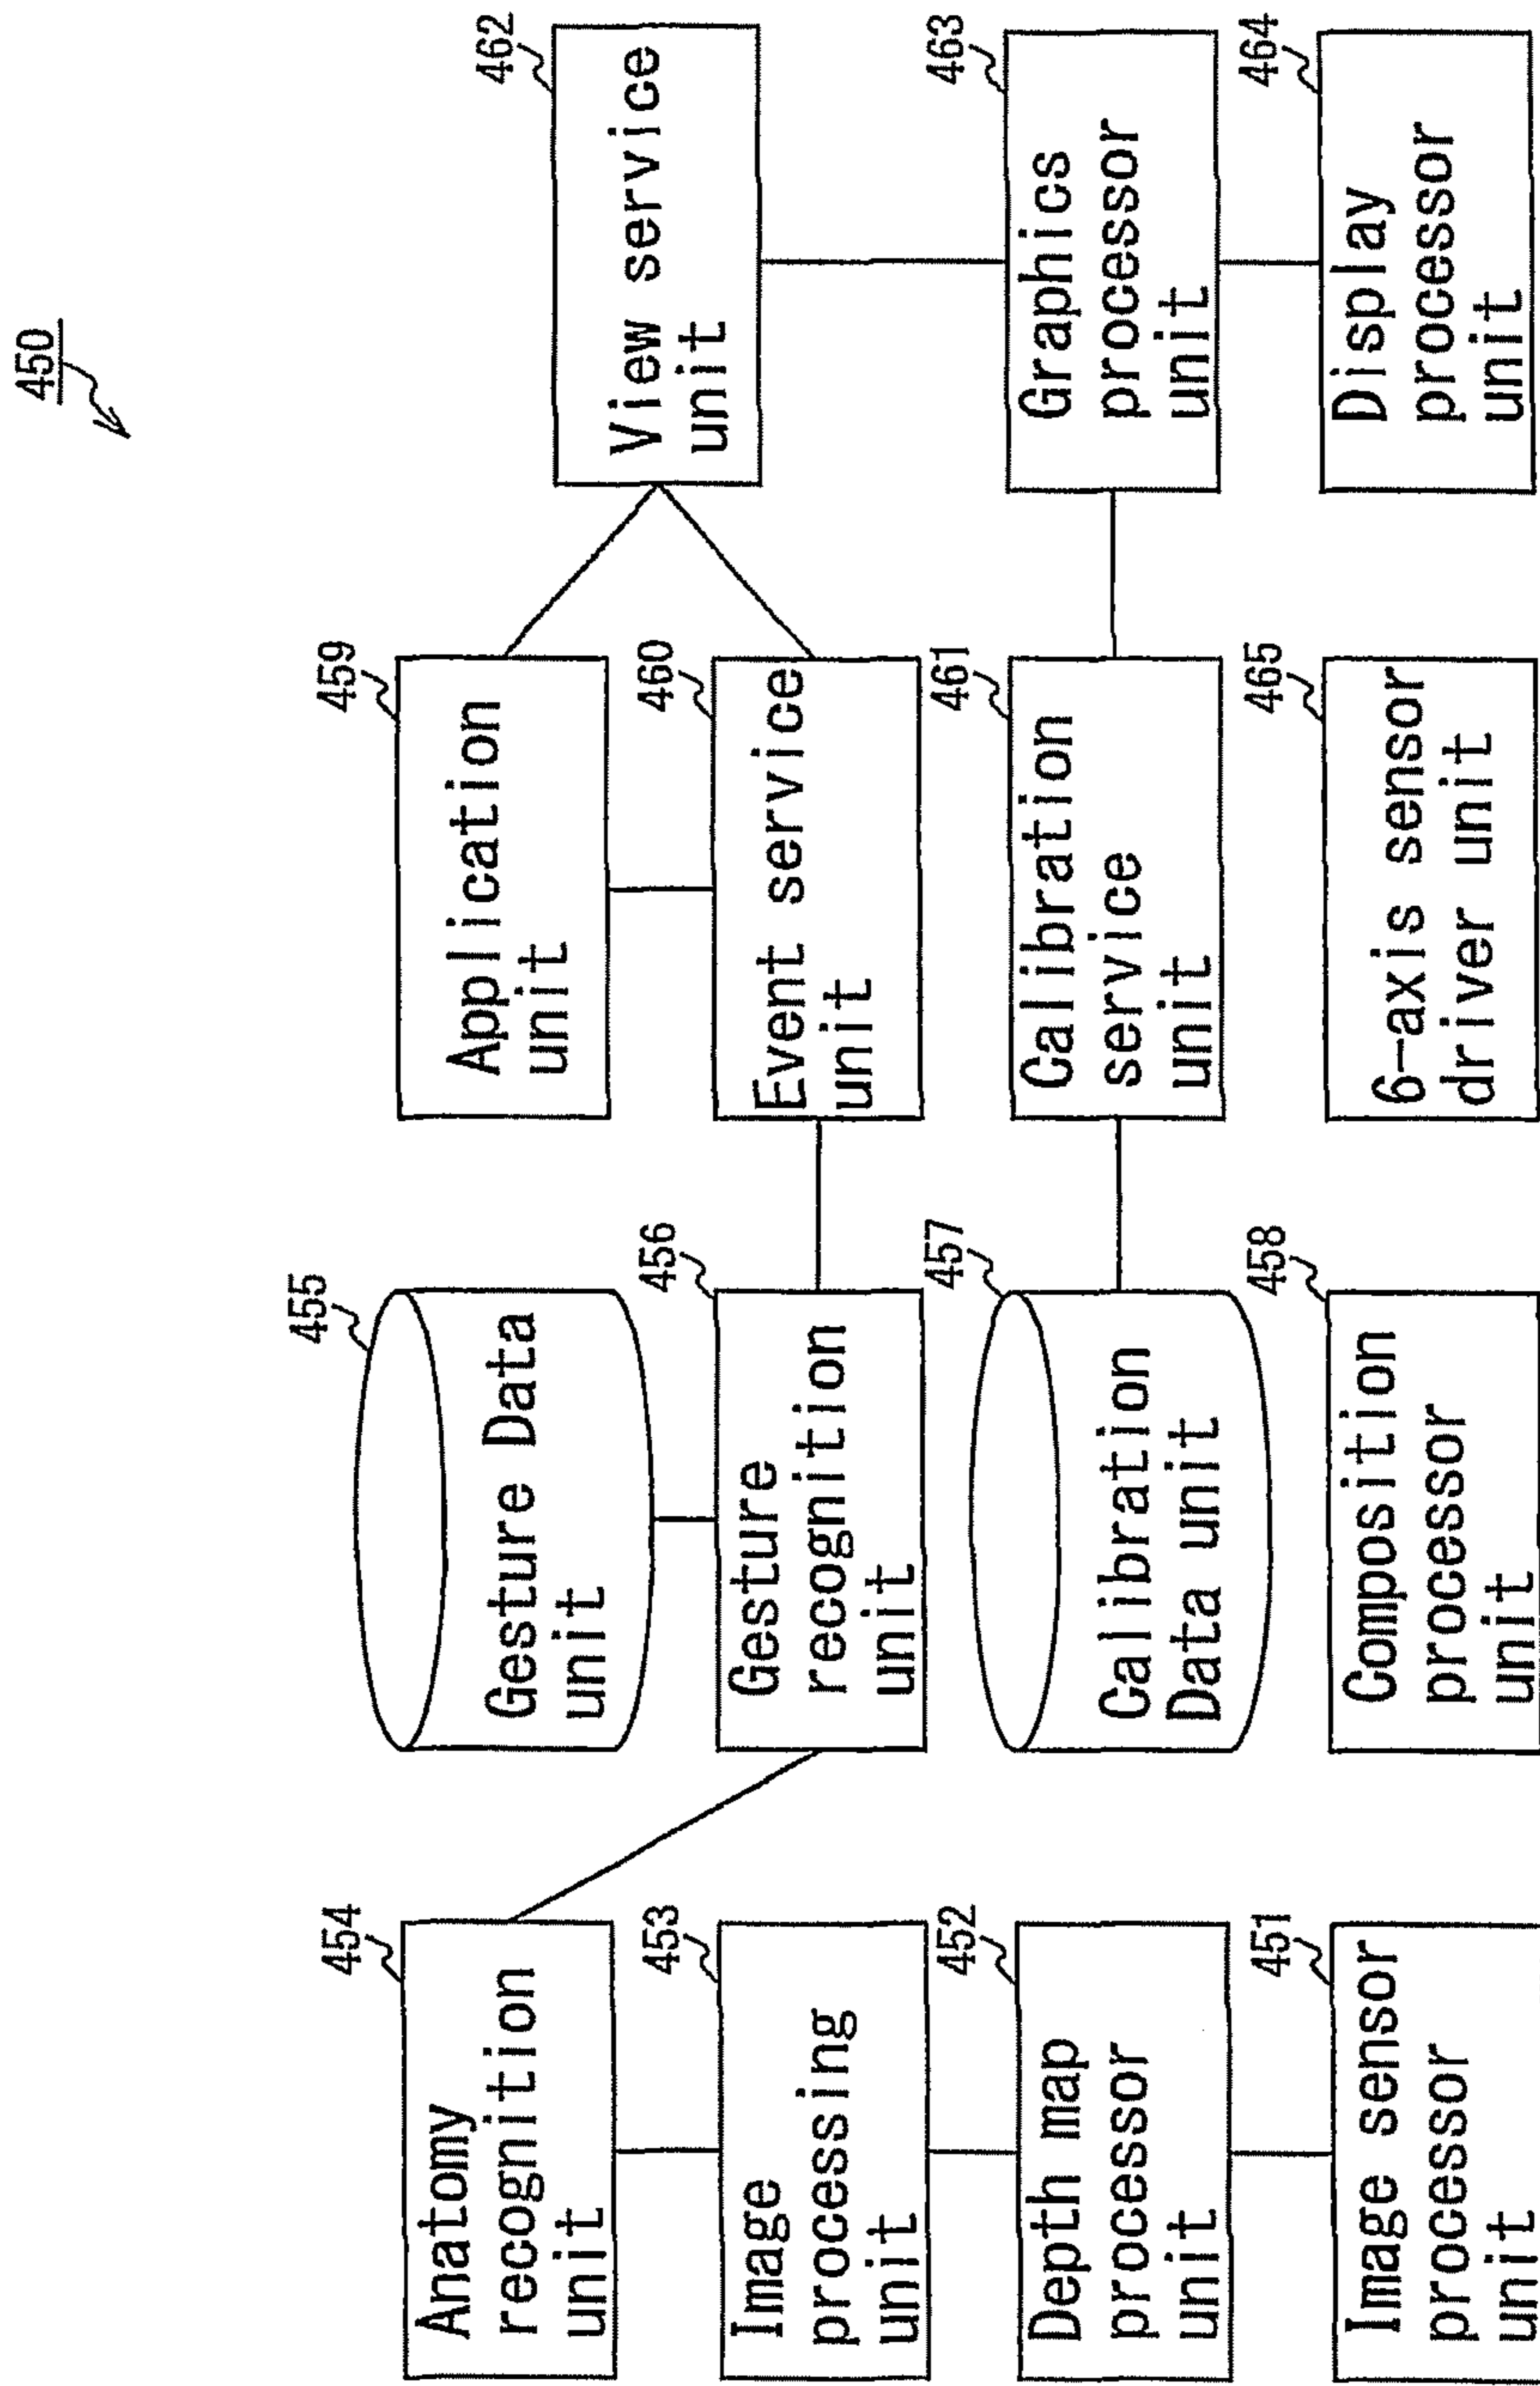 450
454
Anatomy
recognition
unit
453
Image
processing
unit
452
Depth map
processor
unit
451
Image sensor
processor
unit
455
Gesture Data
unit
456
Gesture
recognition
unit
457
Calibration
Data unit
458
Composition
processor
unit
459
Application
unit
460
Event service
unit
461
Calibration
service
unit
465
6-axis sensor
driver unit
462
View service
unit
463
Graphics
processor
unit
464
Display
processor
unit